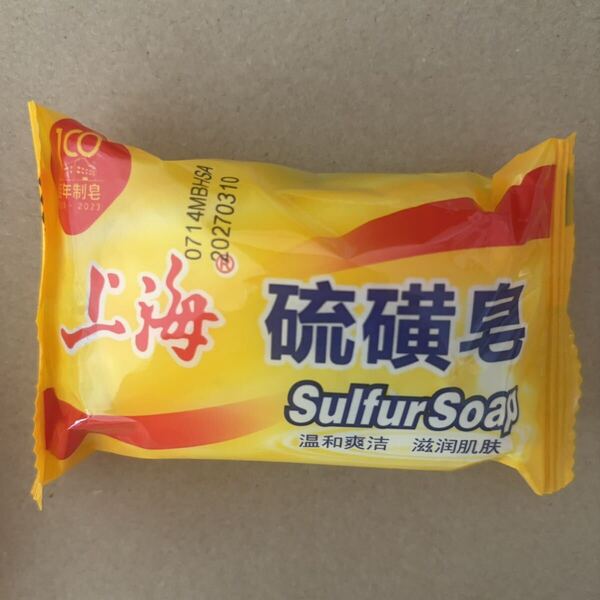 100
年制皂
2023
0714MBHSA
20270310
上海
硫磺皂
Sulfur Soap
温和爽洁 滋润肌肤